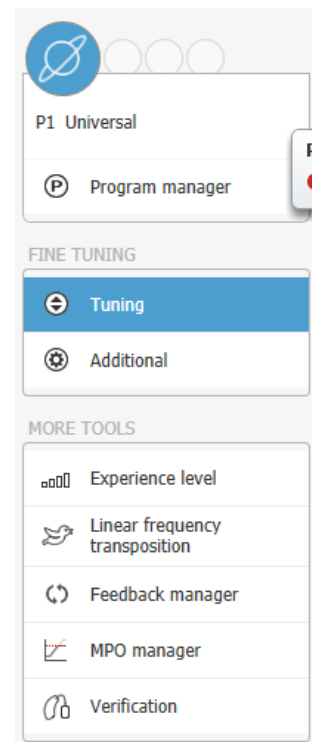 P1 Universal
P
Program manager
FINE TUNING
Tuning
Additional
MORE TOOLS
Experience level
Linear frequency
transposition
Feedback manager
MPO manager
Verification